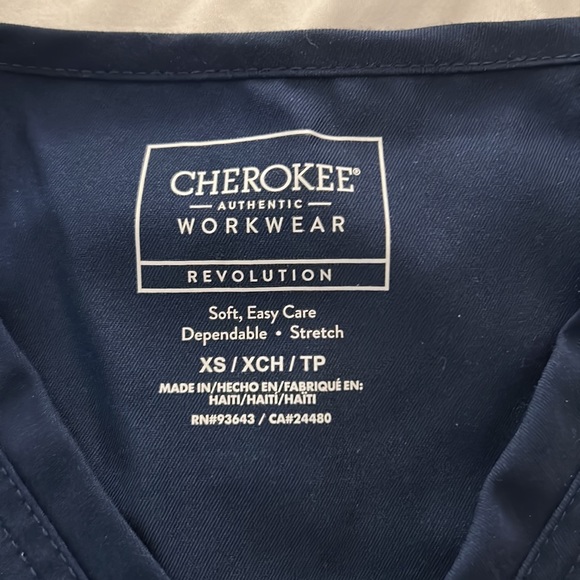 CHEROKEE®
AUTHENTIC
WORKWEAR
REVOLUTION
Soft, Easy Care
Dependable • Stretch
XS / XCH / TP
MADE IN/HECHO EN/FABRIQUÉ EN:
HAITI/HAITÍ/HAÏTI
RN#93643 / CA#24480